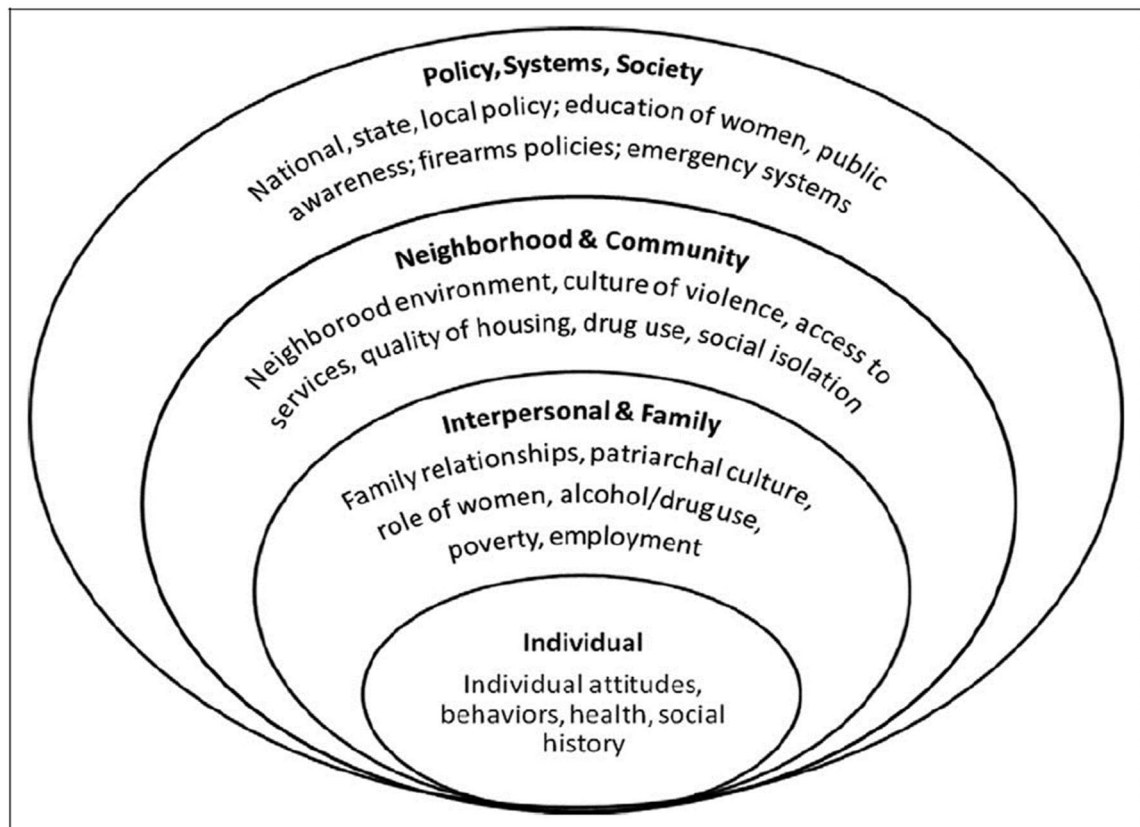 Policy, Systems, Society
National, state, local policy; education of women, public
awareness; firearms policies; emergency systems
Neighborhood & Community
Neighborood environment, culture of violence, access to
services, quality of housing, drug use, social isolation
Interpersonal & Family
Family relationships, patriarchal culture,
role of women, alcohol/drug use,
poverty, employment
Individual
Individual attitudes,
behaviors, health, social
history